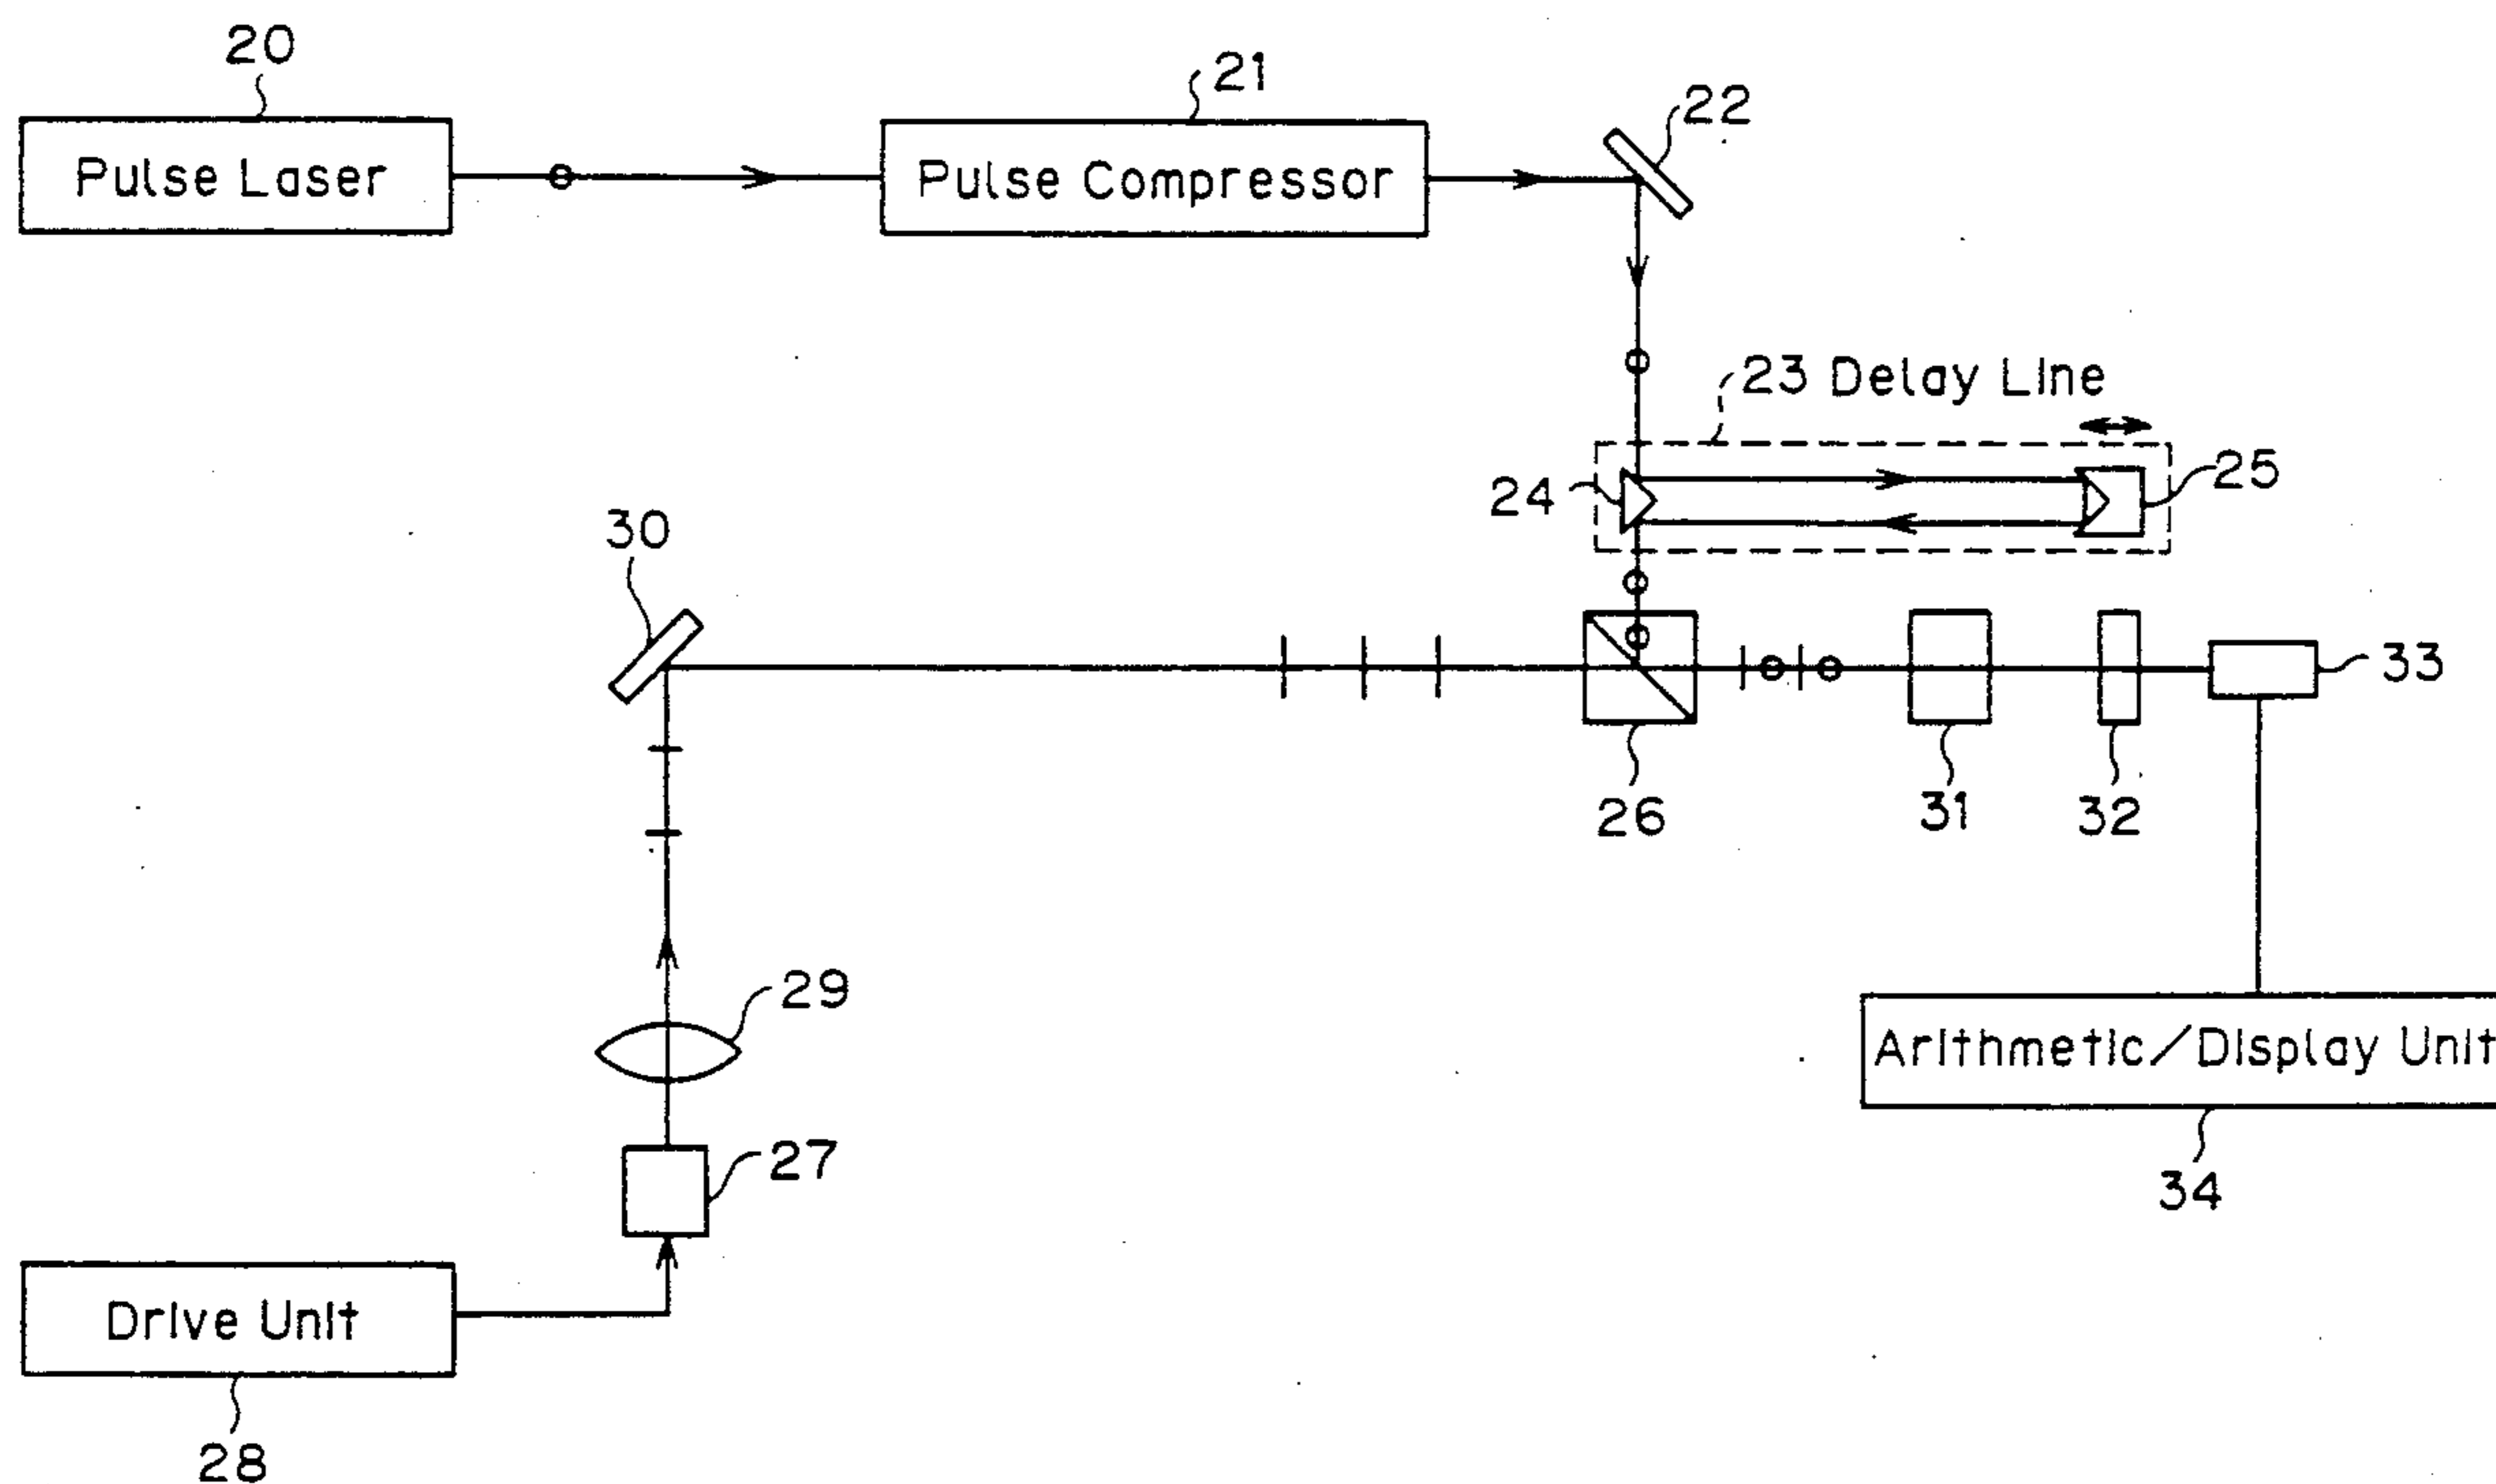 20
21
22
Pulse Laser
Pulse Compressor
23 Delay Line
24
25
30
33
26
31
32
29
Arithmetic/Display Unit
27
34
Drive Unit
28